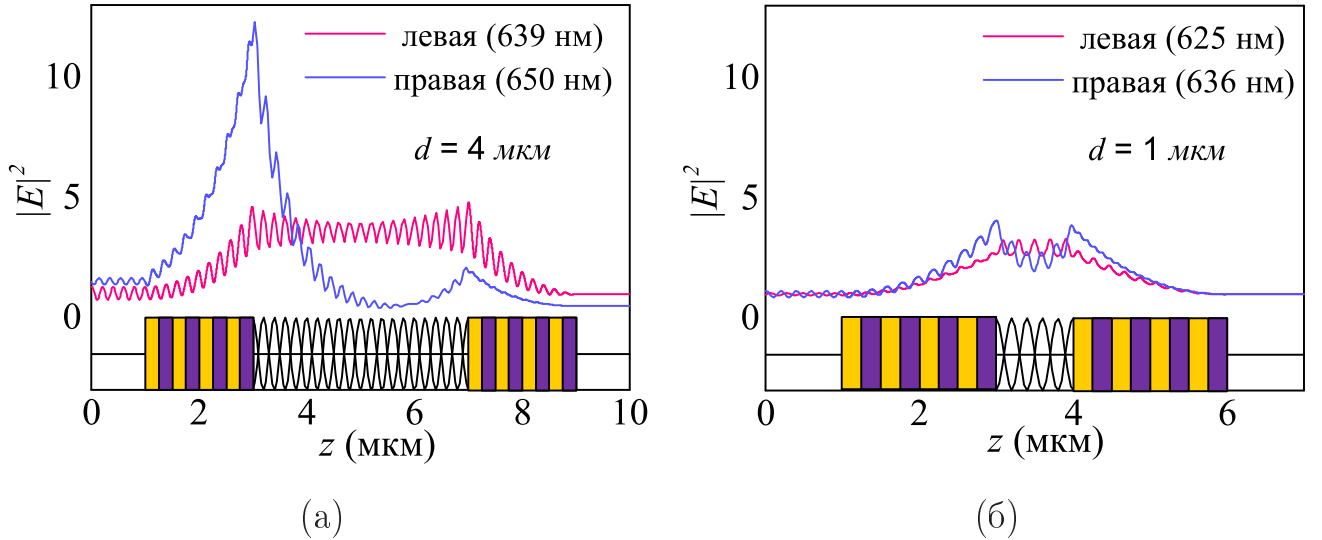 левая (639 нм)
правая (650 нм)
d = 4 мкм
|E|²
10
5
0
0 2 4 6 8 10
z (мкм)
(а)
левая (625 нм)
правая (636 нм)
d = 1 мкм
|E|²
10
5
0
0 2 4 6
z (мкм)
(б)